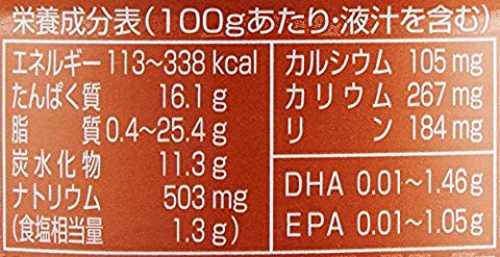 栄養成分表(100gあたり・液汁を含む)
エネルギー 113~338 kcal
たんぱく質 16.1 g
脂質 0.4~25.4 g
炭水化物 11.3 g
ナトリウム 503 mg
(食塩相当量 1.3 g)
カルシウム 105 mg
カリウム 267 mg
リン 184 mg
DHA 0.01~1.46g
EPA 0.01~1.05g